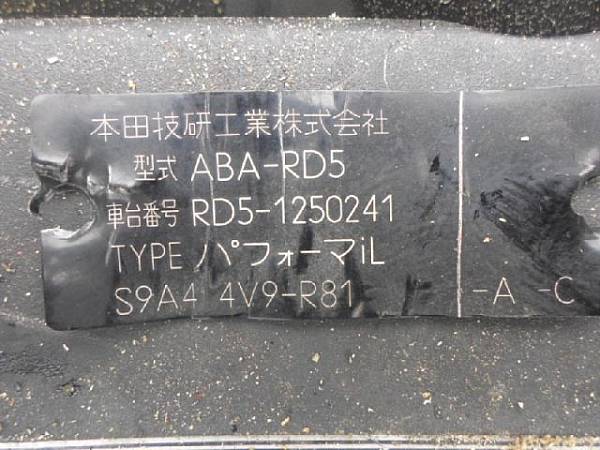 本田技研工業株式会社
型式 ABA-RD5
車台番号 RD5-1250241
TYPE パフォーマiL
S9A4 4V9-R81 -A -C